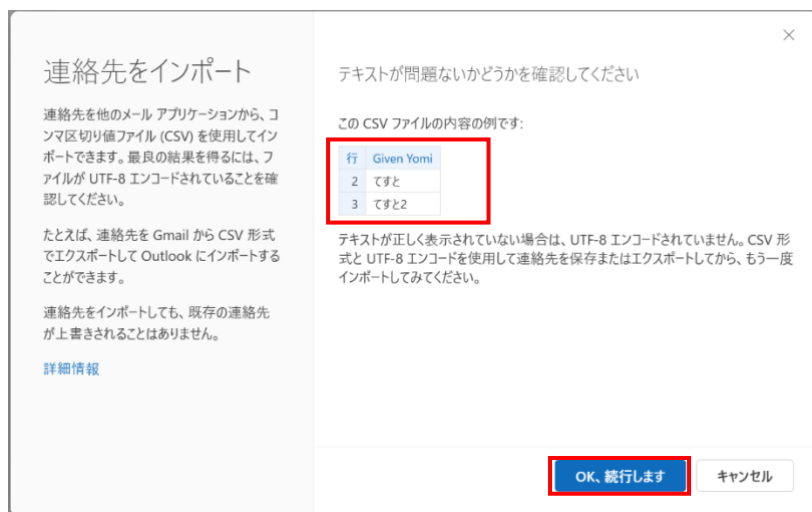 連絡先をインポート
連絡先を他のメール アプリケーションから、コ
ンマ区切り値ファイル (CSV) を使用してイン
ポートできます。最良の結果を得るには、フ
ァイルが UTF-8 エンコードされていることを確
認してください。
たとえば、連絡先を Gmail から CSV 形式
でエクスポートして Outlook にインポートする
ことができます。
連絡先をインポートしても、既存の連絡先
が上書きされることはありません。
詳細情報
テキストが問題ないかどうかを確認してください
この CSV ファイルの内容の例です:
行 Given Yomi
2 てすと
3 てすと2
テキストが正しく表示されていない場合は、UTF-8 エンコードされていません。CSV 形
式と UTF-8 エンコードを使用して連絡先を保存またはエクスポートしてから、もう一度
インポートしてみてください。
OK、続行します キャンセル